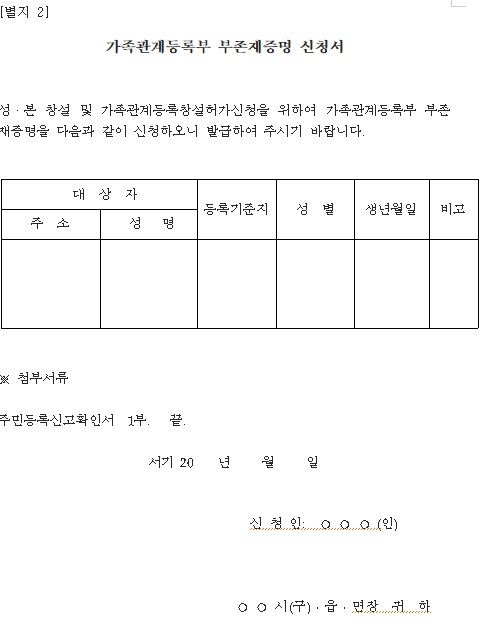 [별지 2]
가족관계등록부 부존재증명 신청서
성·본 창설 및 가족관계등록창설허가신청을 위하여 가족관계등록부 부존
재증명을 다음과 같이 신청하오니 발급하여 주시기 바랍니다.
대 상 자
주 소 성 명 등록기준지 성 별 생년월일 비고
※ 첨부서류
주민등록신고확인서 1부. 끝.
서기 20 년 월 일
신 청 인: ○ ○ ○ (인)
○ ○ 시(구)·읍·면장 귀 하